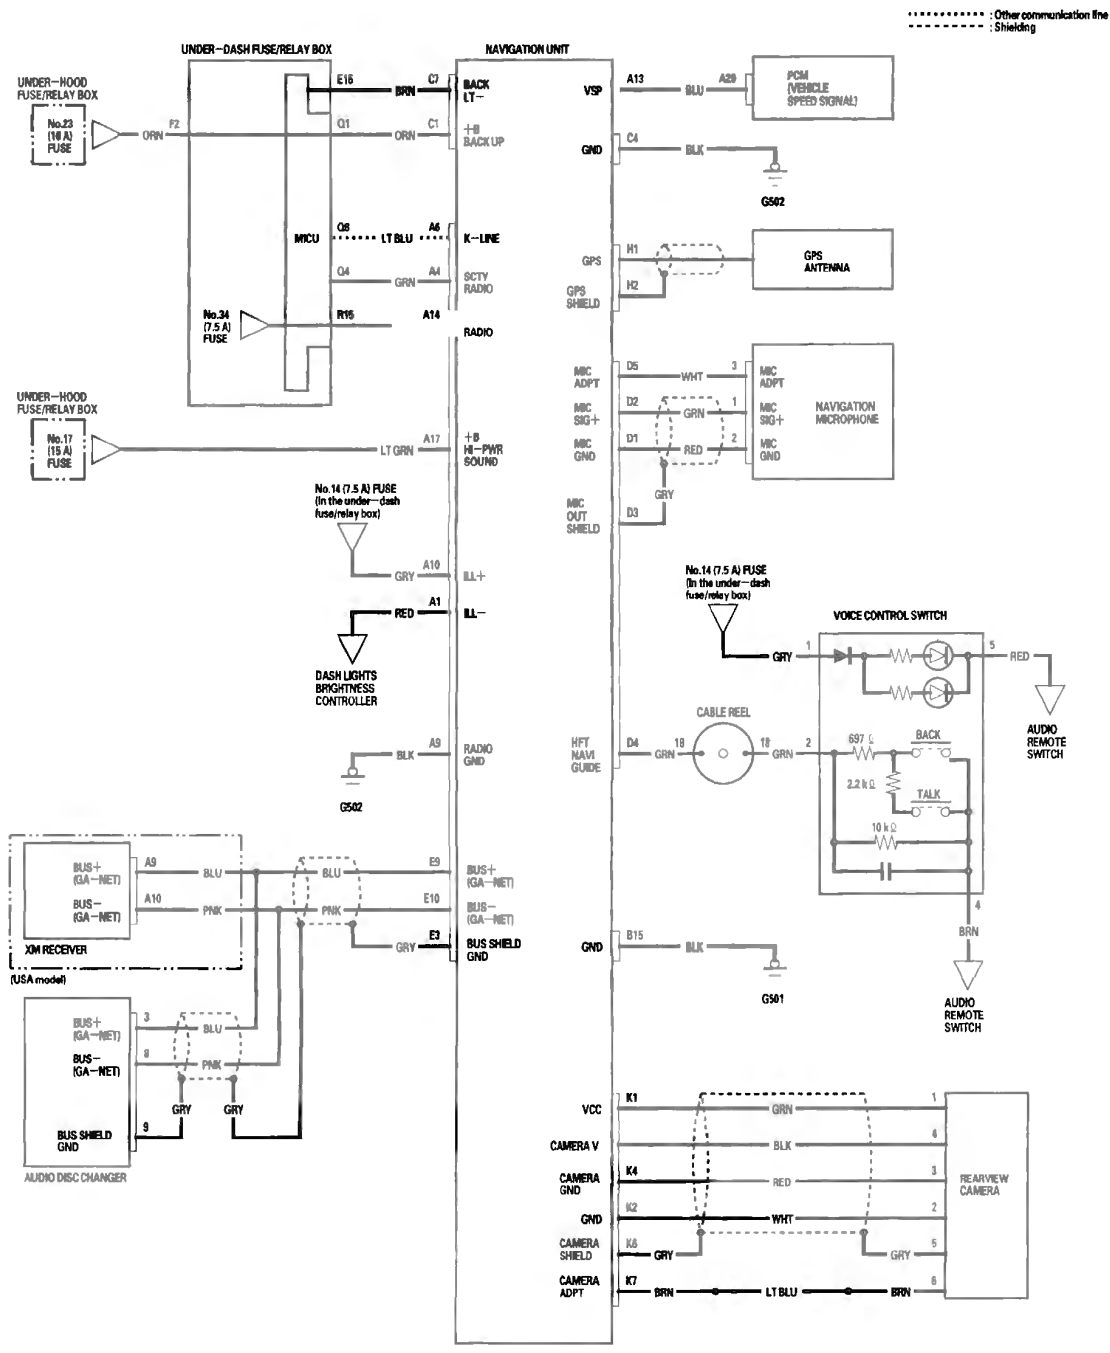 : Other communication line
: Shielding
UNDER-DASH FUSE/RELAY BOX
NAVIGATION UNIT
UNDER-HOOD
FUSE/RELAY BOX
No.23
FUSE
F2
ORN
E16
BRN
C7
BACK
LT-
Q1
ORN
C1
+B
BACK UP
MICU
LT BLU
K-LINE
Q4
GRN
A4
SCTY
RADIO
No.34
(7.5 A)
FUSE
A14
RADIO
UNDER-HOOD
FUSE/RELAY BOX
No.17
(15 A)
FUSE
LT GRN
A17
+B
HI-PWR
SOUND
No.14 (7.5 A) FUSE
(In the under-dash
fuse/relay box)
GRY
A10
ILL+
RED
A1
ILL-
DASH LIGHTS
BRIGHTNESS
CONTROLLER
BLK
A9
RADIO
GND
G502
BUS+
(GA-NET)
A9
BLU
BLU
E9
BUS+
(GA-NET)
BUS-
(GA-NET)
A10
PNK
PNK
E10
BUS-
(GA-NET)
GRY
E3
BUS SHIELD
GND
XM RECEIVER
(USA model)
BUS+
(GA-NET)
3
BLU
BUS-
(GA-NET)
8
PNK
GRY
GRY
BUS SHIELD
GND
9
AUDIO DISC CHANGER
VSP
A13
BLU
PCM
(VEHICLE
SPEED SIGNAL)
GND
C4
BLK
G502
GPS
H1
GPS
SHIELD
H2
GPS
ANTENNA
MIC
ADPT
D5
WHT
3
MIC
ADPT
MIC
SIG+
D2
GRN
1
MIC
SIG+
MIC
GND
D1
RED
2
MIC
GND
NAVIGATION
MICROPHONE
GRY
MIC
OUT
SHIELD
D3
No.14 (7.5 A) FUSE
(In the under-dash
fuse/relay box)
GRY
1
VOICE CONTROL SWITCH
5
RED
AUDIO
REMOTE
SWITCH
CABLE REEL
HFT
NAVI
GUIDE
D4
GRN
18
18
GRN
2
697 Ω
BACK
2.2 k Ω
TALK
10 k Ω
4
BRN
AUDIO
REMOTE
SWITCH
GND
B15
BLK
G501
VCC
K1
GRN
1
CAMERA V
BLK
4
CAMERA
GND
K4
RED
3
GND
K2
WHT
2
CAMERA
SHIELD
K6
GRY
GRY
5
CAMERA
ADPT
K7
BRN
LT BLU
BRN
6
REARVIEW
CAMERA